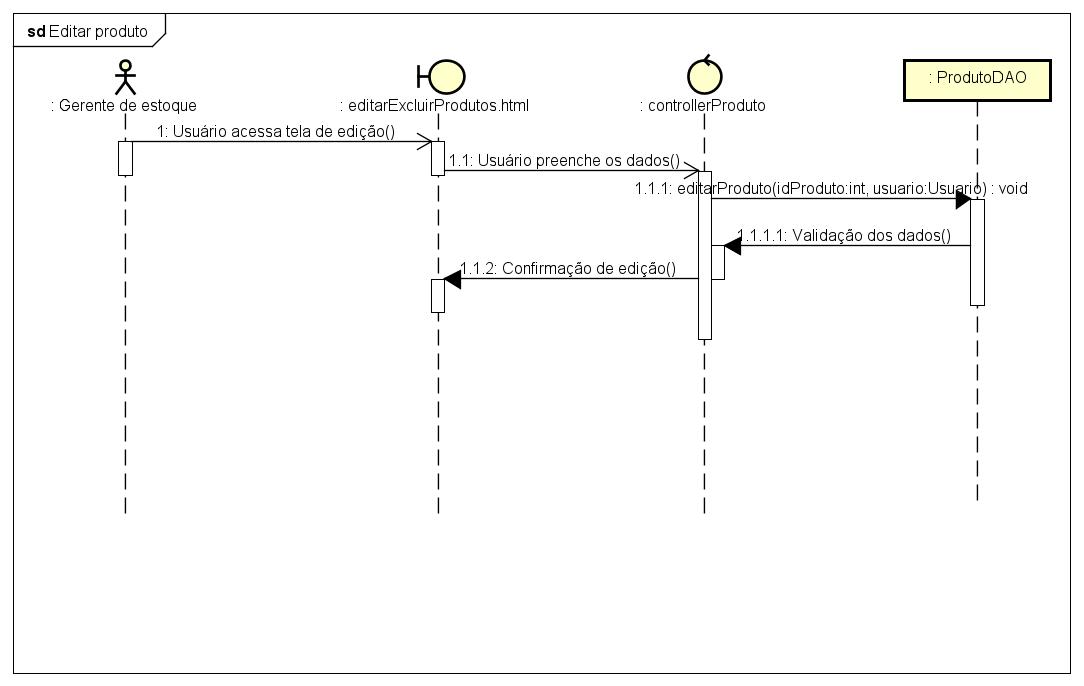 sd Editar produto
: Gerente de estoque
: editarExcluirProdutos.html
: controllerProduto
: ProdutoDAO
1: Usuário acessa tela de edição()
1.1: Usuário preenche os dados()
1.1.1: editarProduto(idProduto:int, usuario:Usuario) : void
1.1.1.1: Validação dos dados()
1.1.2: Confirmação de edição()